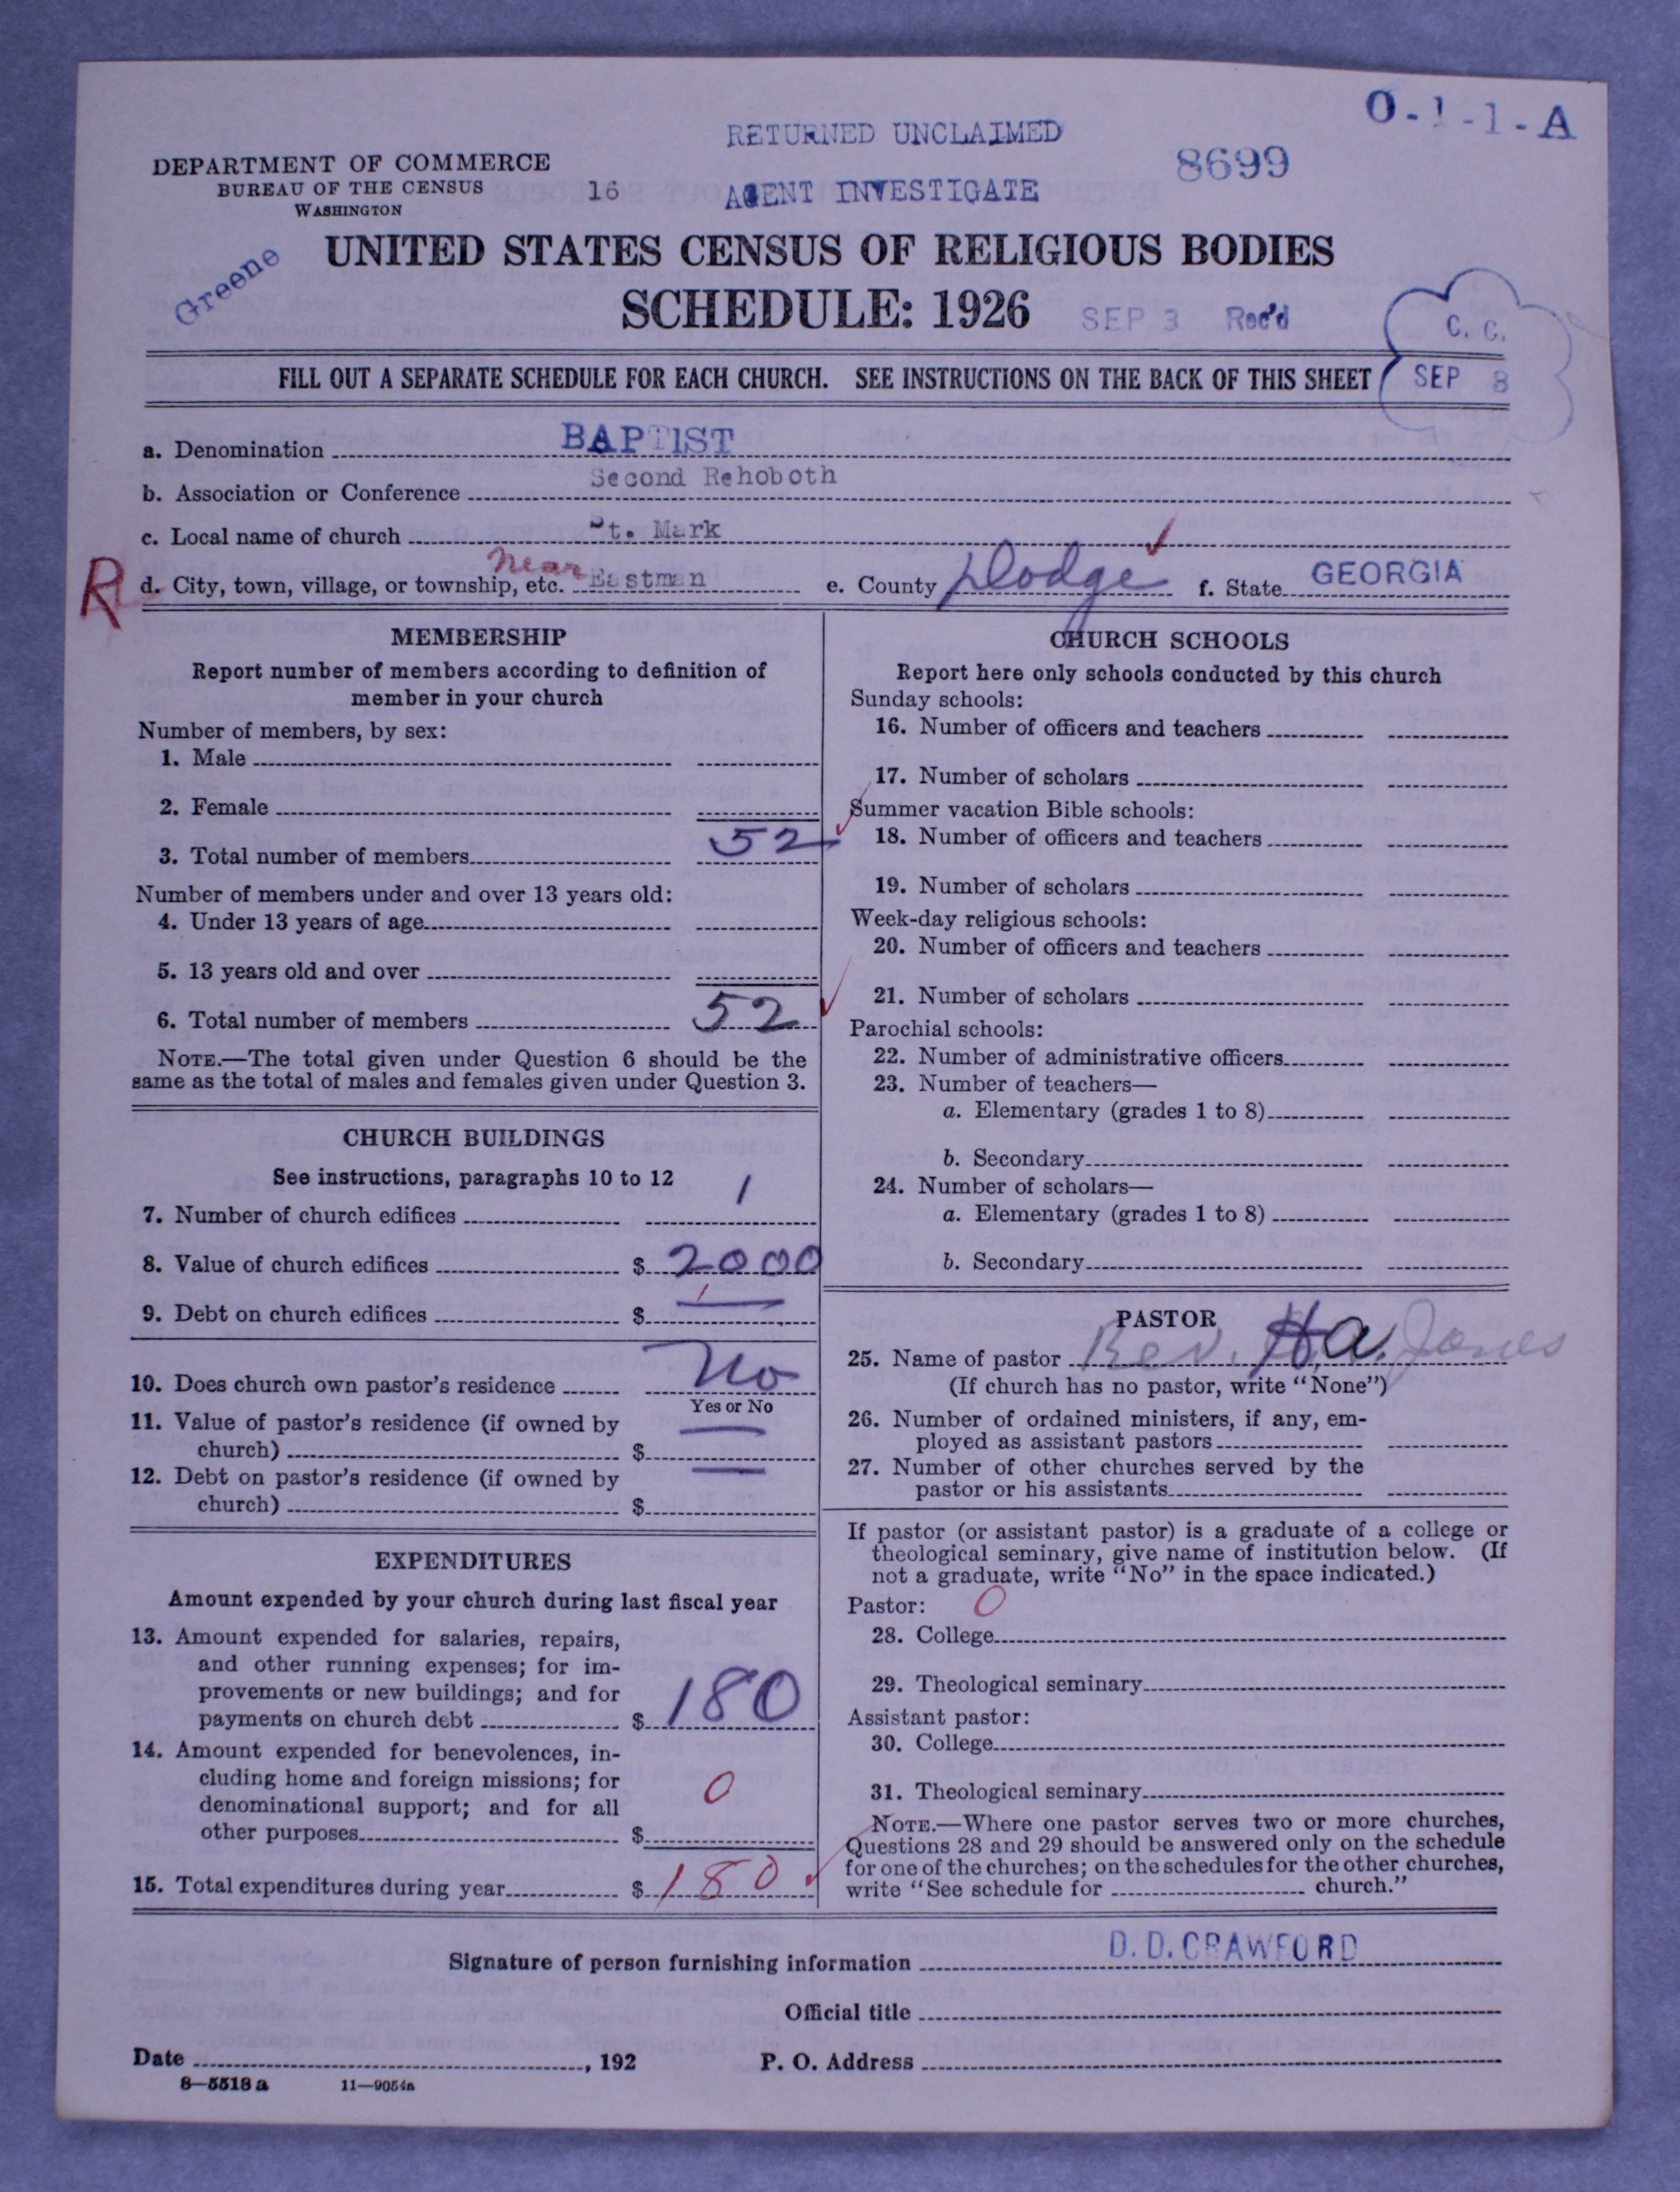 O-1-1-A
RETURNED UNCLAIMED
8699
DEPARTMENT OF COMMERCE
BUREAU OF THE CENSUS
WASHINGTON
16
AGENT INVESTIGATE
Greene
UNITED STATES CENSUS OF RELIGIOUS BODIES
SCHEDULE: 1926
SEP 3 Rec'd
C. C.
SEP 8
FILL OUT A SEPARATE SCHEDULE FOR EACH CHURCH. SEE INSTRUCTIONS ON THE BACK OF THIS SHEET
a. Denomination BAPTIST
b. Association or Conference Second Rehoboth
c. Local name of church St. Mark
R d. City, town, village, or township, etc. near Eastman e. County Dodge f. State GEORGIA
MEMBERSHIP
Report number of members according to definition of
member in your church
Number of members, by sex:
1. Male
2. Female
3. Total number of members 52
Number of members under and over 13 years old:
4. Under 13 years of age
5. 13 years old and over
6. Total number of members 52
NOTE.—The total given under Question 6 should be the
same as the total of males and females given under Question 3.
CHURCH BUILDINGS
See instructions, paragraphs 10 to 12
7. Number of church edifices 1
8. Value of church edifices $ 2000
9. Debt on church edifices $ —
10. Does church own pastor's residence No
Yes or No
11. Value of pastor's residence (if owned by
church) $ —
12. Debt on pastor's residence (if owned by
church) $ —
EXPENDITURES
Amount expended by your church during last fiscal year
13. Amount expended for salaries, repairs,
and other running expenses; for im-
provements or new buildings; and for
payments on church debt $ 180
14. Amount expended for benevolences, in-
cluding home and foreign missions; for
denominational support; and for all
other purposes $ 0
15. Total expenditures during year $ 180
CHURCH SCHOOLS
Report here only schools conducted by this church
Sunday schools:
16. Number of officers and teachers
17. Number of scholars
Summer vacation Bible schools:
18. Number of officers and teachers
19. Number of scholars
Week-day religious schools:
20. Number of officers and teachers
21. Number of scholars
Parochial schools:
22. Number of administrative officers
23. Number of teachers—
a. Elementary (grades 1 to 8)
b. Secondary
24. Number of scholars—
a. Elementary (grades 1 to 8)
b. Secondary
PASTOR
25. Name of pastor Rev. H.a. Jones
(If church has no pastor, write "None")
26. Number of ordained ministers, if any, em-
ployed as assistant pastors
27. Number of other churches served by the
pastor or his assistants
If pastor (or assistant pastor) is a graduate of a college or
theological seminary, give name of institution below. (If
not a graduate, write "No" in the space indicated.)
Pastor: 0
28. College
29. Theological seminary
Assistant pastor:
30. College
31. Theological seminary
NOTE.—Where one pastor serves two or more churches,
Questions 28 and 29 should be answered only on the schedule
for one of the churches; on the schedules for the other churches,
write "See schedule for church."
Signature of person furnishing information D. D. CRAWFORD
Official title
Date , 192 P. O. Address
8—5518 a 11—9054a